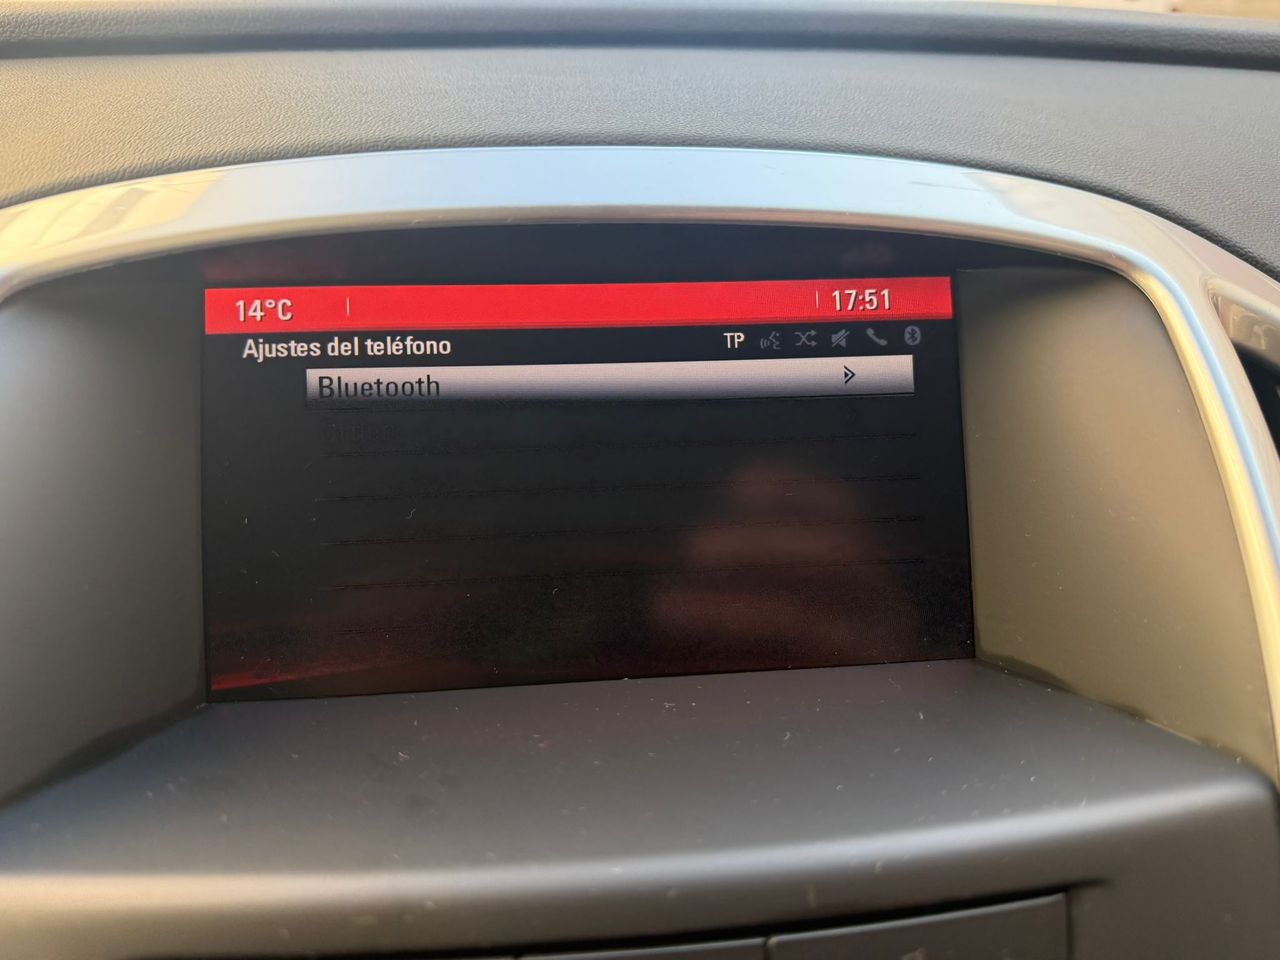 14°C 17:51
Ajustes del teléfono TP
Bluetooth